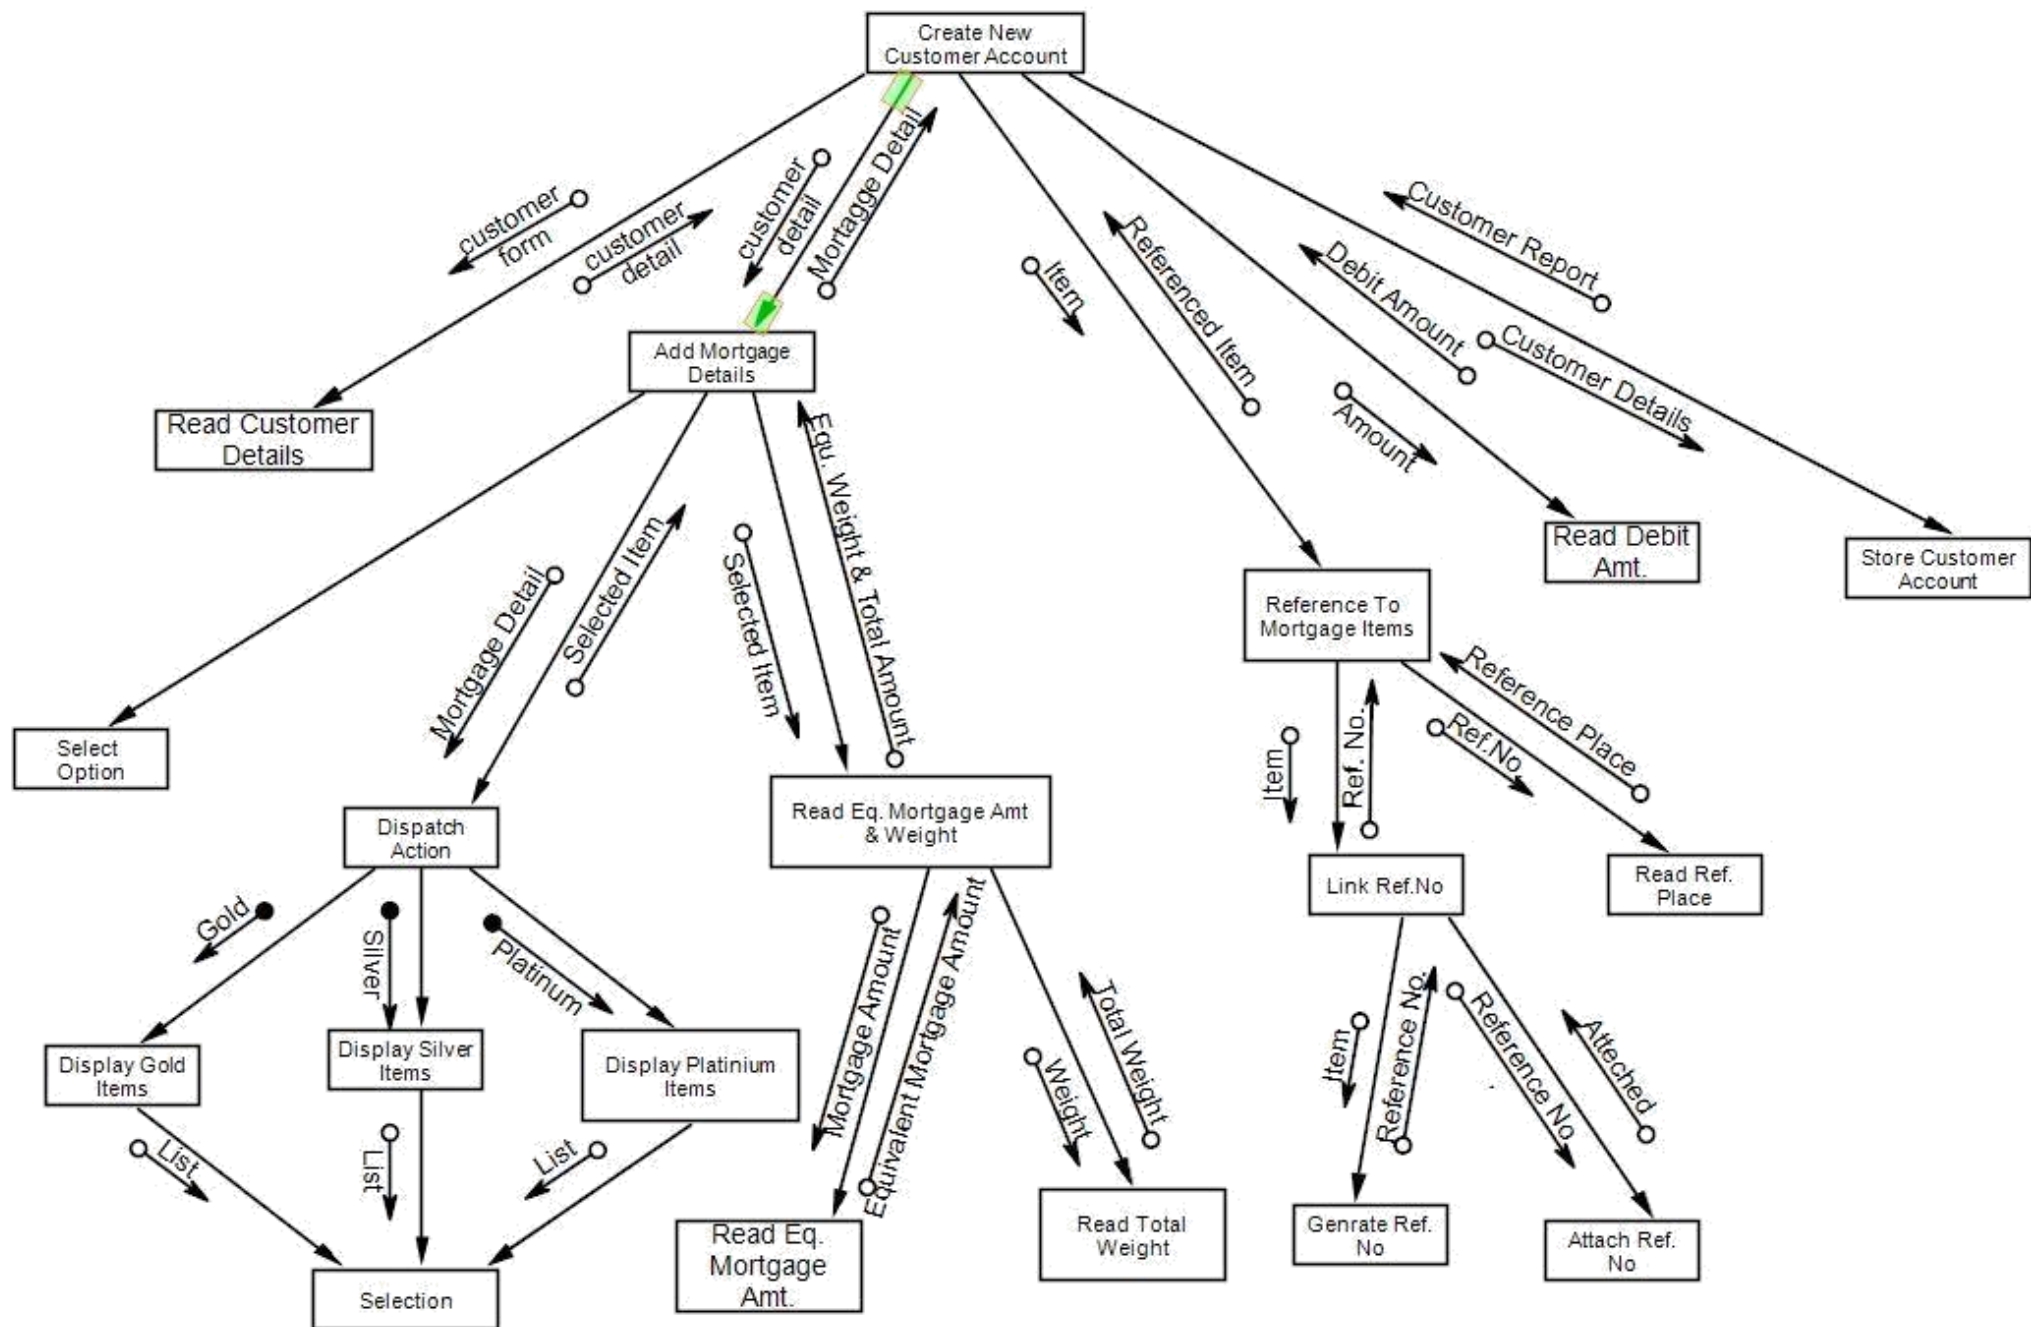 Create New
Customer Account
customer
form
customer
detail
customer
detail
Mortagge Detail
Item
Referenced Item
Debit Amount
Amount
Customer Report
Customer Details
Add Mortgage
Details
Read Customer
Details
Mortgage Detail
Selected Item
Selected Item
Equ. Weight & Total Amount
Read Debit
Amt.
Store Customer
Account
Reference To
Mortgage Items
Select
Option
Item
Ref. No.
Ref.No
Reference Place
Dispatch
Action
Read Eq. Mortgage Amt
& Weight
Link Ref.No
Read Ref.
Place
Gold
Silver
Platinum
Mortgage Amount
Equivalent Mortgage Amount
Weight
Total Weight
Item
Reference No.
Reference No
Atteched
Display Gold
Items
Display Silver
Items
Display Platinium
Items
List
List
List
Read Eq.
Mortgage
Amt.
Read Total
Weight
Genrate Ref.
No
Attach Ref.
No
Selection